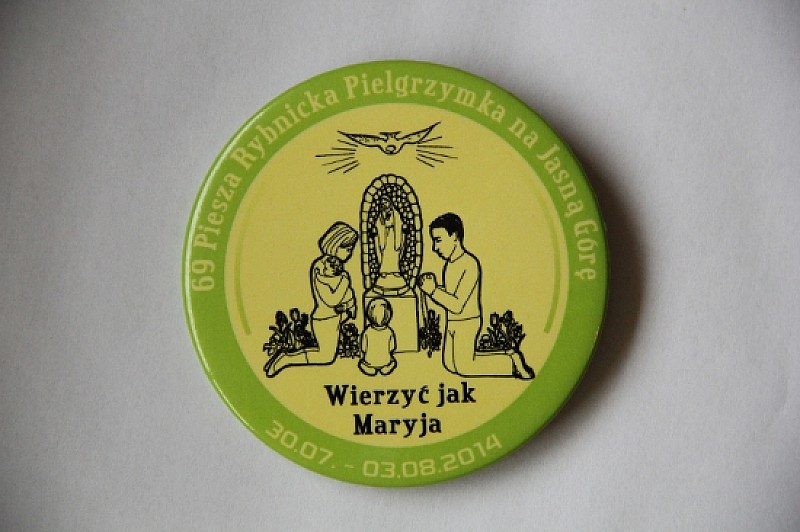 69 Piesza Rybnicka Pielgrzymka na Jasną Górę
Wierzyć jak
Maryja
30.07. - 03.08.2014